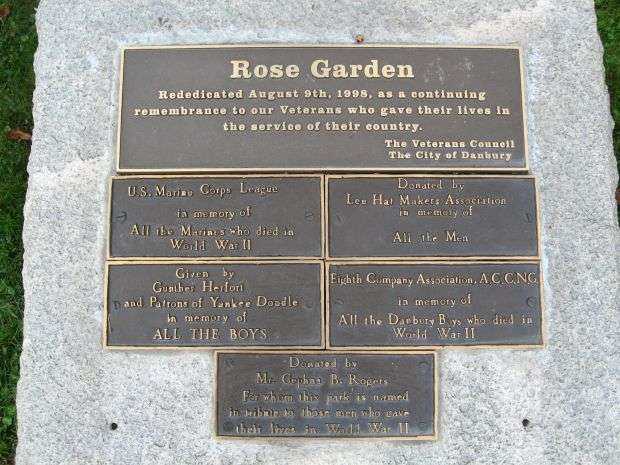 Rose Garden
Rededicated August 9th, 1998, as a continuing
remembrance to our Veterans who gave their lives in
the service of their country.
The Veterans Council
The City of Danbury
U.S. Marine Corps League
in memory of
All the Marines who died in
World War II
Donated by
Lee Hat Makers Association
in memory of
All the Men
Given by
Gunther Herfort
and Patrons of Yankee Doodle
in memory of
ALL THE BOYS
Eighth Company Association, A.C.C.N.G.
in memory of
All the Danbury Boys who died in
World War II
Donated by
Mr. B. Rogers
For whom this park is named
in tribute to those men who gave
their lives in World War II